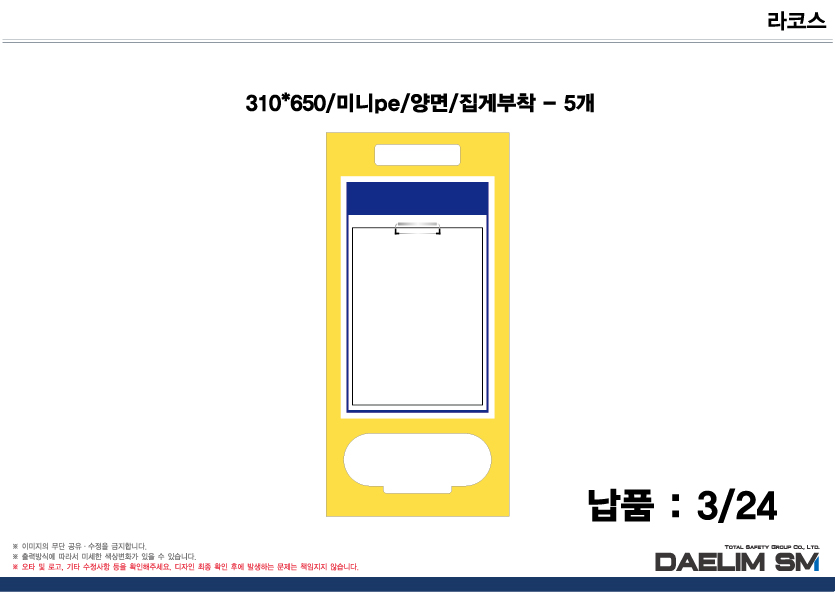 라코스
310*650/미니pe/양면/집게부착 - 5개
납품 : 3/24
※ 이미지의 무단 공유 · 수정을 금지합니다.
※ 출력방식에 따라서 미세한 색상변화가 있을 수 있습니다.
※ 오타 및 로고, 기타 수정사항 등을 확인해주세요. 디자인 최종 확인 후에 발생하는 문제는 책임지지 않습니다.
TOTAL SAFETY GROUP CO., LTD.
DAELIM SM